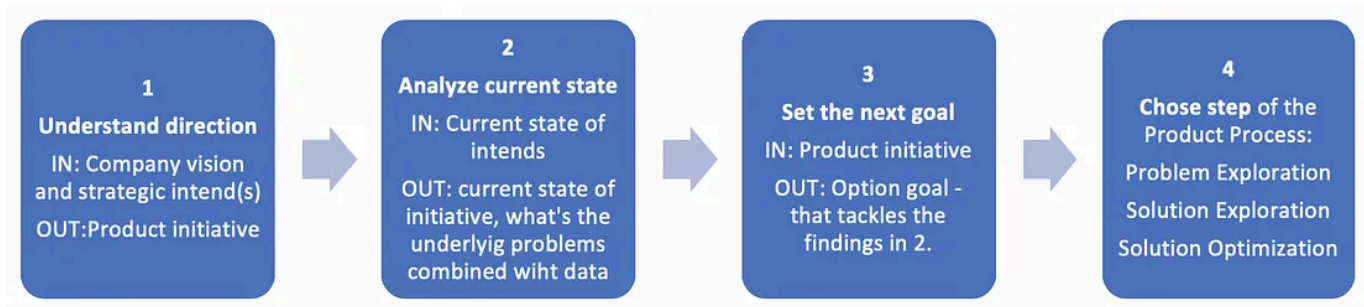 1
Understand direction
IN: Company vision
and strategic intend(s)
OUT:Product initiative
2
Analyze current state
IN: Current state of
intends
OUT: current state of
initiative, what's the
underlyig problems
combined wiht data
3
Set the next goal
IN: Product initiative
OUT: Option goal -
that tackles the
findings in 2.
4
Chose step of the
Product Process:
Problem Exploration
Solution Exploration
Solution Optimization